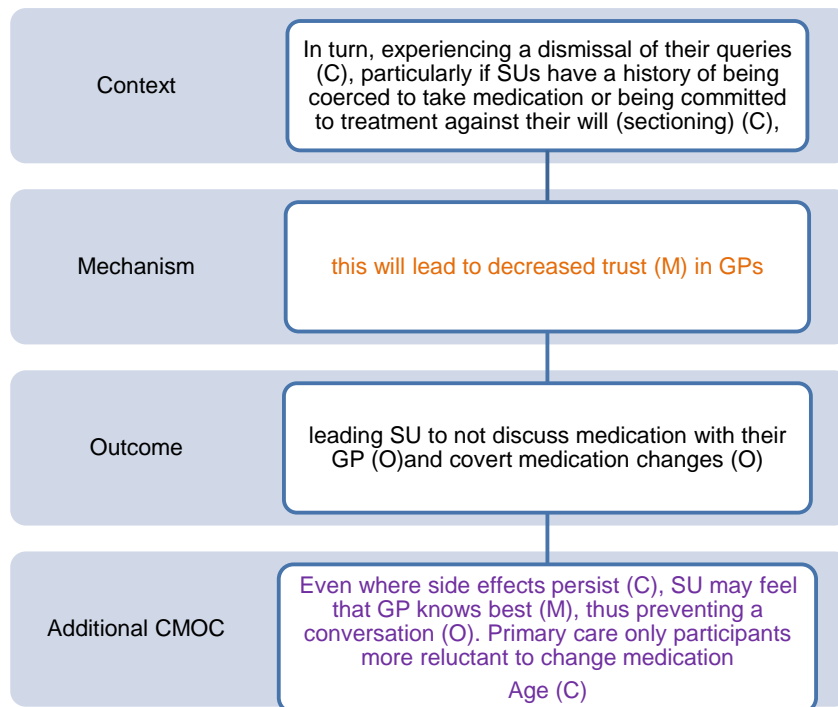 Context
In turn, experiencing a dismissal of their queries
(C), particularly if SUs have a history of being
coerced to take medication or being committed
to treatment against their will (sectioning) (C),
Mechanism
this will lead to decreased trust (M) in GPs
Outcome
leading SU to not discuss medication with their
GP (O)and covert medication changes (O)
Additional CMOC
Even where side effects persist (C), SU may feel
that GP knows best (M), thus preventing a
conversation (O). Primary care only participants
more reluctant to change medication
Age (C)